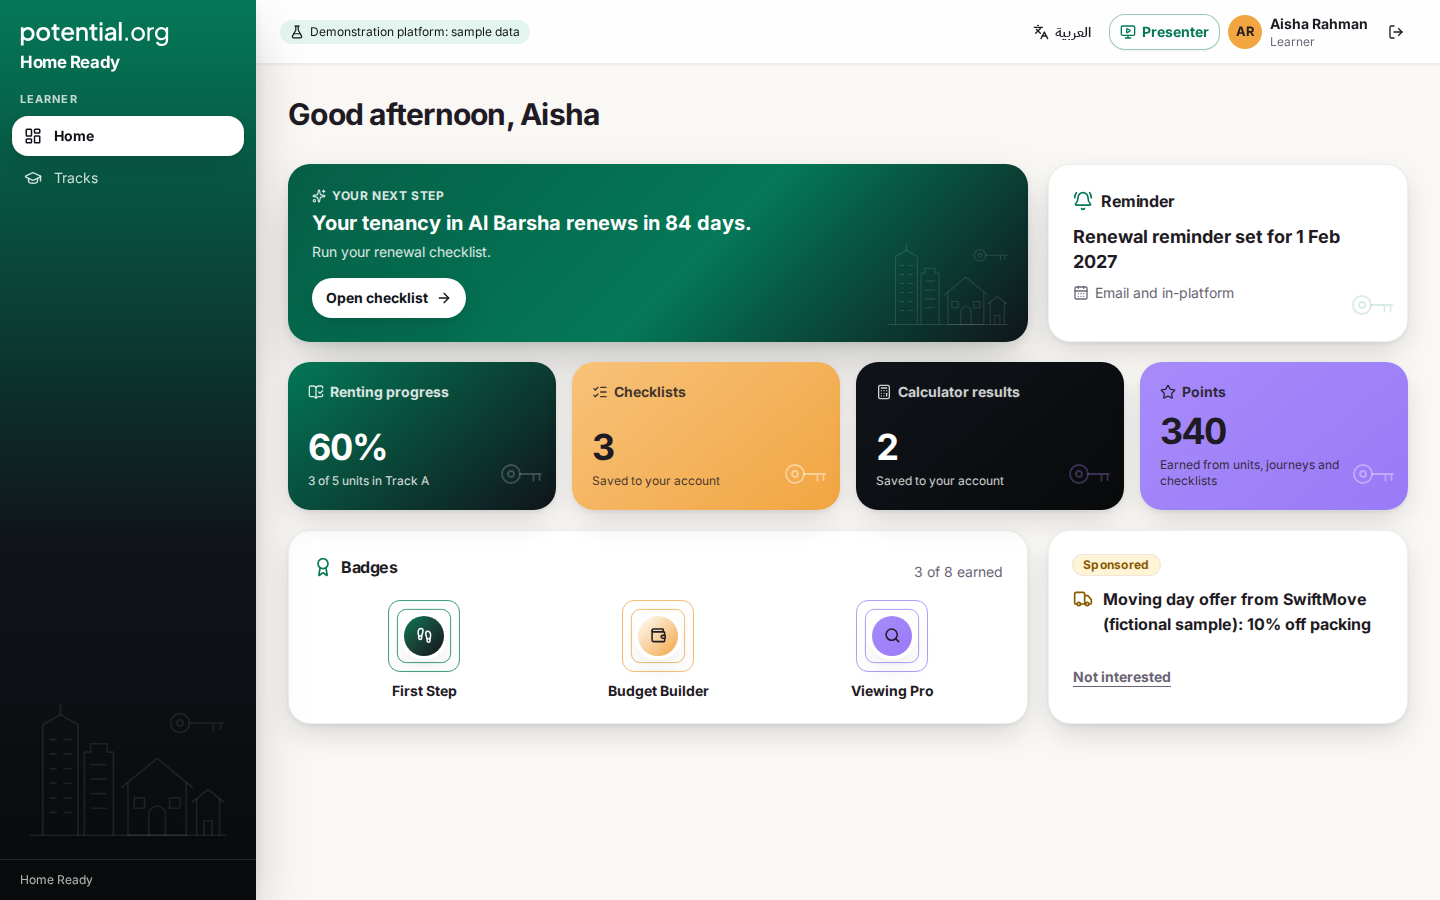 potential.org
Home Ready
LEARNER
Home
Tracks
Home Ready
Demonstration platform: sample data
العربية
Presenter
AR
Aisha Rahman
Learner
Good afternoon, Aisha
YOUR NEXT STEP
Your tenancy in Al Barsha renews in 84 days.
Run your renewal checklist.
Open checklist
Reminder
Renewal reminder set for 1 Feb
2027
Email and in-platform
Renting progress
60%
3 of 5 units in Track A
Checklists
3
Saved to your account
Calculator results
2
Saved to your account
Points
340
Earned from units, journeys and
checklists
Badges
3 of 8 earned
First Step
Budget Builder
Viewing Pro
Sponsored
Moving day offer from SwiftMove
(fictional sample): 10% off packing
Not interested